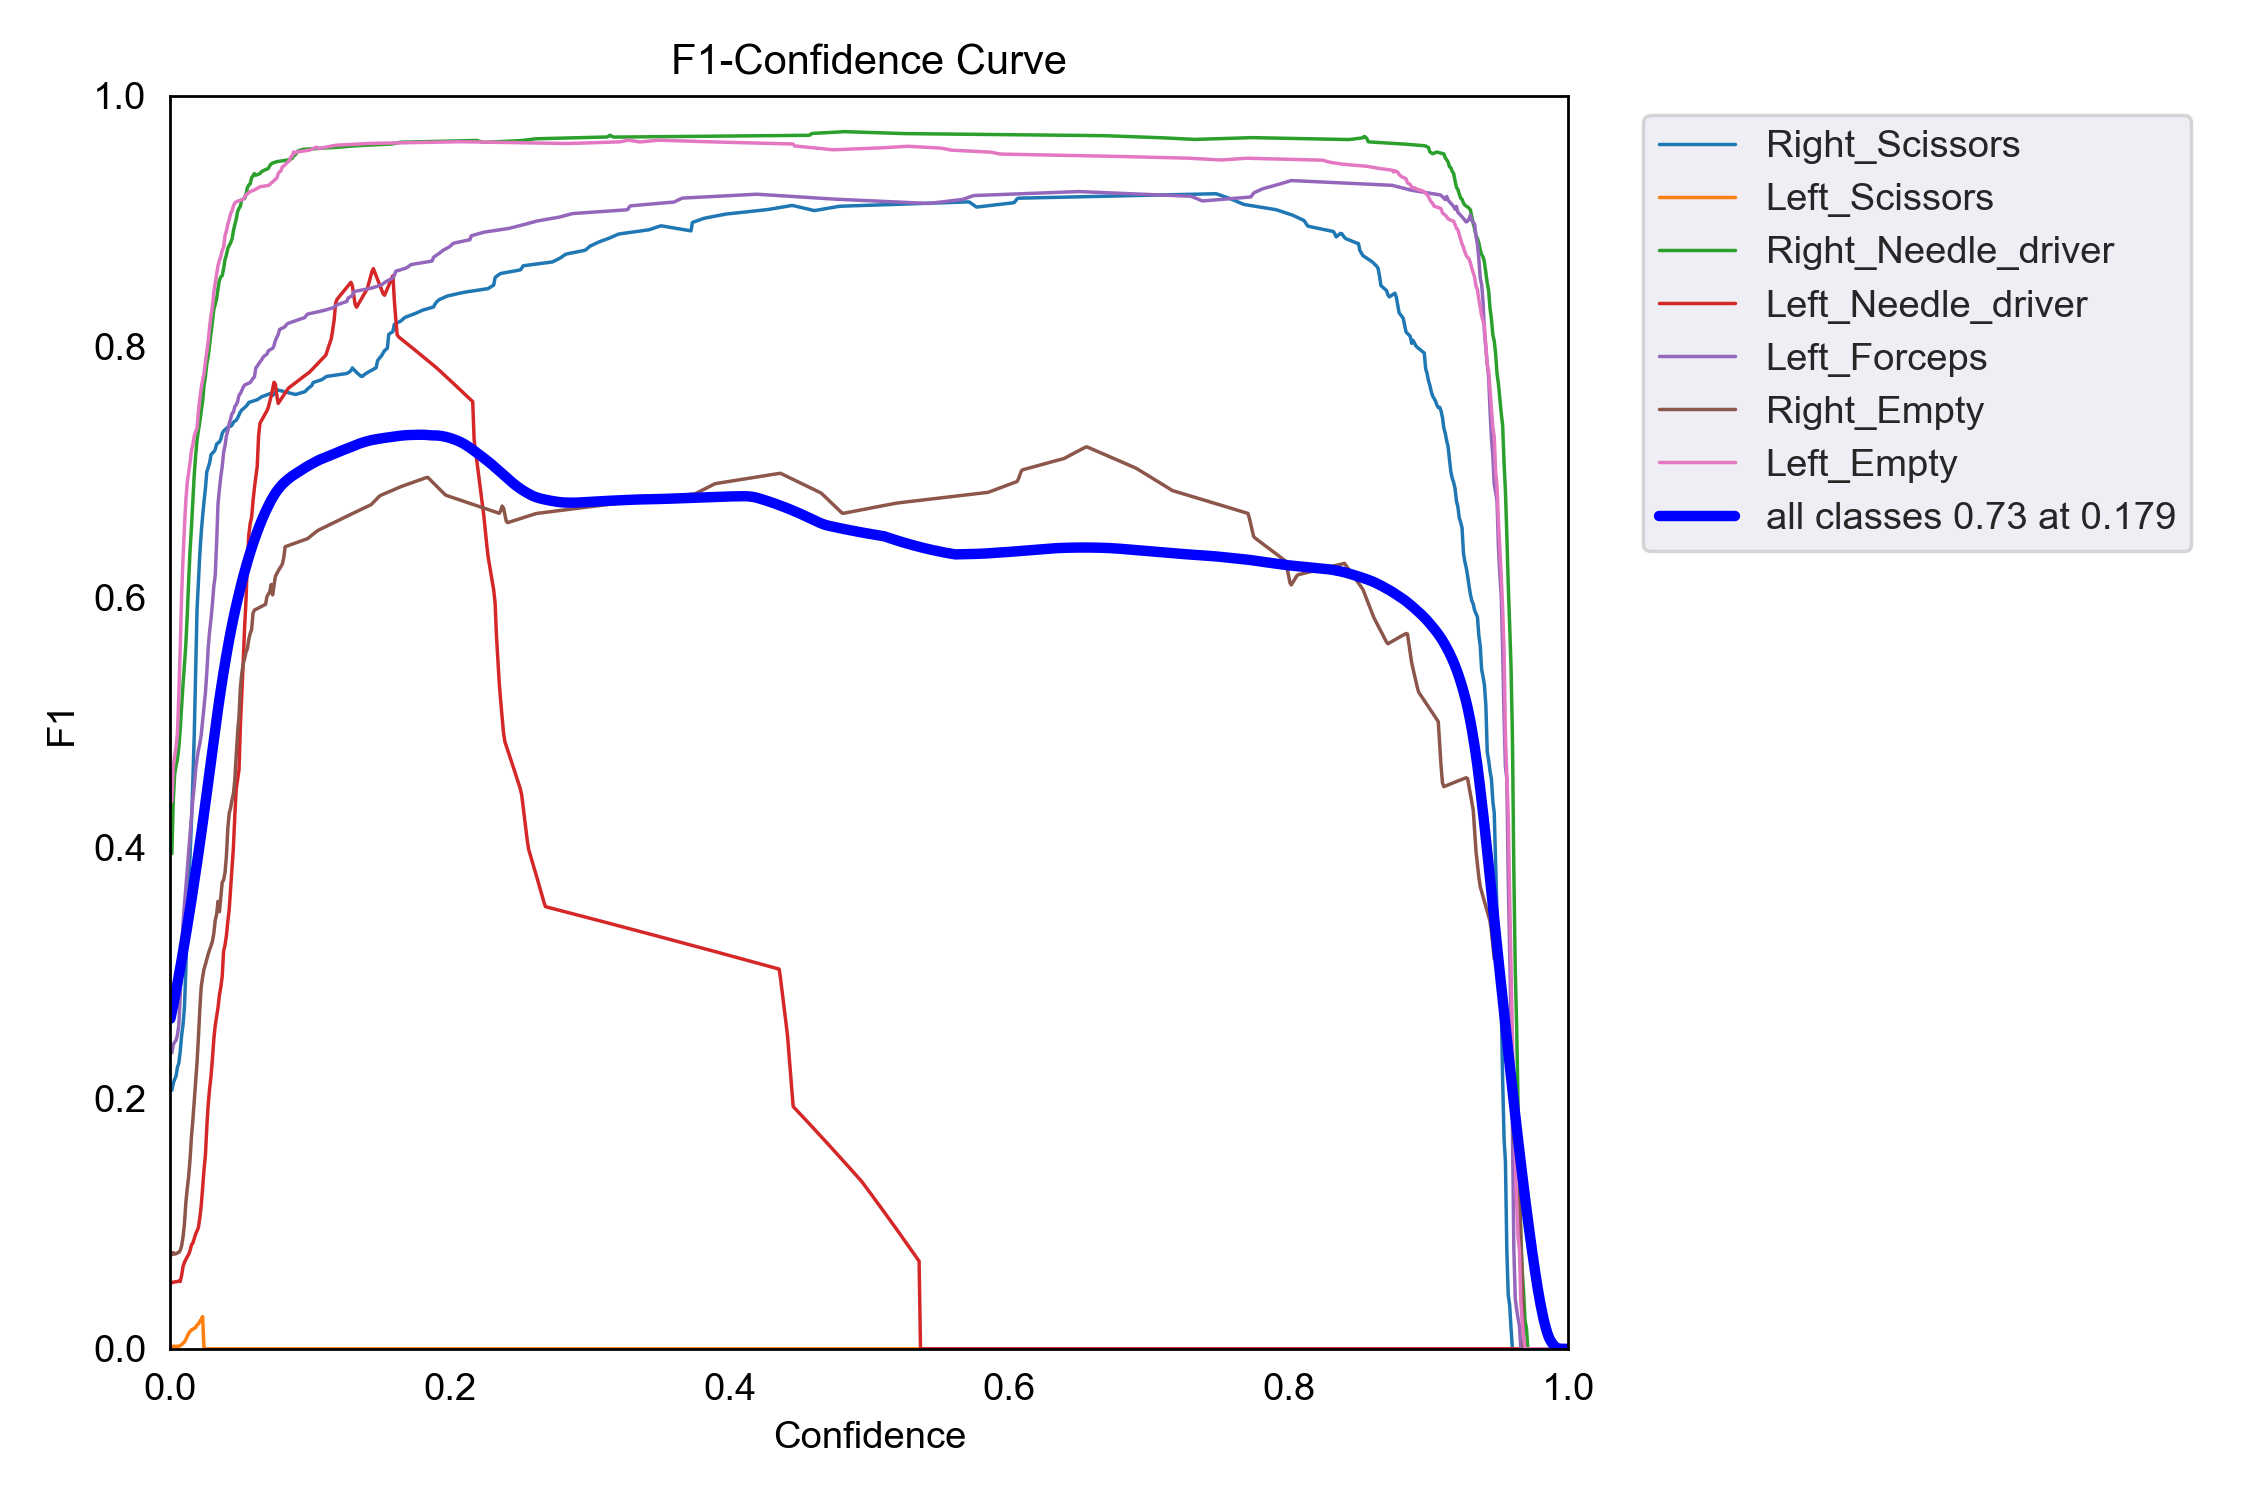 F1-Confidence Curve
1.0
0.8
0.6
0.4
0.2
0.0
F1
0.0 0.2 0.4 0.6 0.8 1.0
Confidence
Right_Scissors
Left_Scissors
Right_Needle_driver
Left_Needle_driver
Left_Forceps
Right_Empty
Left_Empty
all classes 0.73 at 0.179